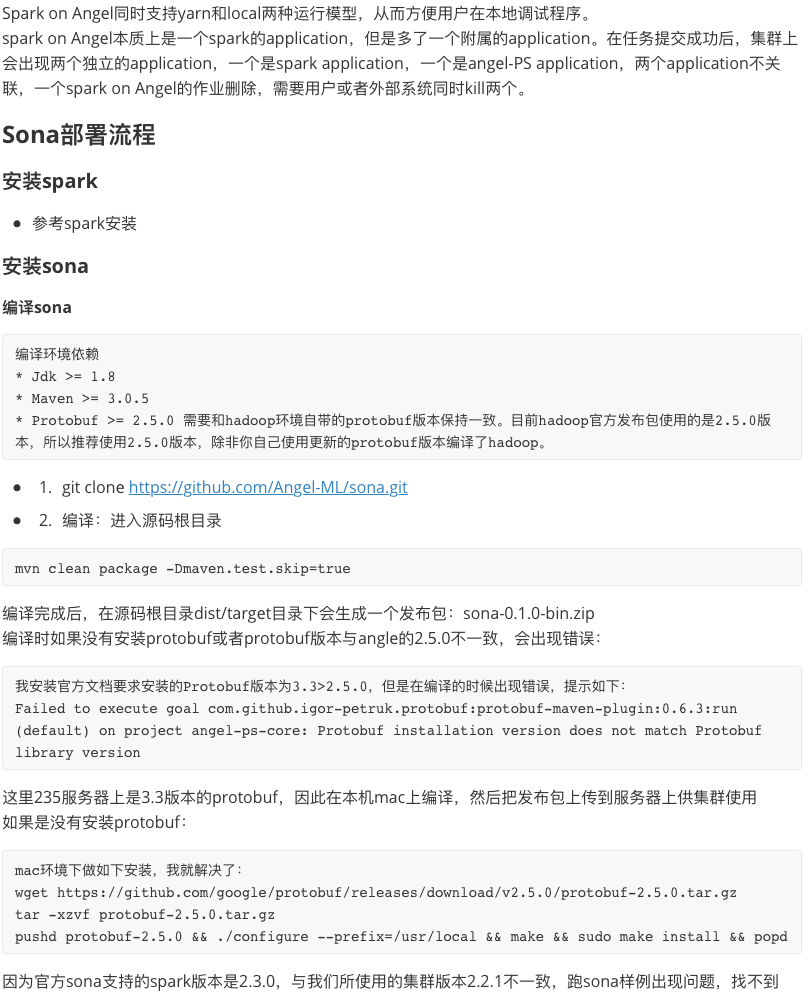 Spark on Angel同时支持yarn和local两种运行模型，从而方便用户在本地调试程序。
spark on Angel本质上是一个spark的application，但是多了一个附属的application。在任务提交成功后，集群上
会出现两个独立的application，一个是spark application，一个是angel-PS application，两个application不关
联，一个spark on Angel的作业删除，需要用户或者外部系统同时kill两个。
Sona部署流程
安装spark
● 参考spark安装
安装sona
编译sona
编译环境依赖
* Jdk >= 1.8
* Maven >= 3.0.5
* Protobuf >= 2.5.0 需要和hadoop环境自带的protobuf版本保持一致。目前hadoop官方发布包使用的是2.5.0版
本，所以推荐使用2.5.0版本，除非你自己使用更新的protobuf版本编译了hadoop。
● 1. git clone https://github.com/Angel-ML/sona.git
● 2. 编译：进入源码根目录
mvn clean package -Dmaven.test.skip=true
编译完成后，在源码根目录dist/target目录下会生成一个发布包：sona-0.1.0-bin.zip
编译时如果没有安装protobuf或者protobuf版本与angle的2.5.0不一致，会出现错误：
我安装官方文档要求安装的Protobuf版本为3.3>2.5.0，但是在编译的时候出现错误，提示如下：
Failed to execute goal com.github.igor-petruk.protobuf:protobuf-maven-plugin:0.6.3:run
(default) on project angel-ps-core: Protobuf installation version does not match Protobuf
library version
这里235服务器上是3.3版本的protobuf，因此在本机mac上编译，然后把发布包上传到服务器上供集群使用
如果是没有安装protobuf：
mac环境下做如下安装，我就解决了：
wget https://github.com/google/protobuf/releases/download/v2.5.0/protobuf-2.5.0.tar.gz
tar -xzvf protobuf-2.5.0.tar.gz
pushd protobuf-2.5.0 && ./configure --prefix=/usr/local && make && sudo make install && popd
因为官方sona支持的spark版本是2.3.0，与我们所使用的集群版本2.2.1不一致，跑sona样例出现问题，找不到